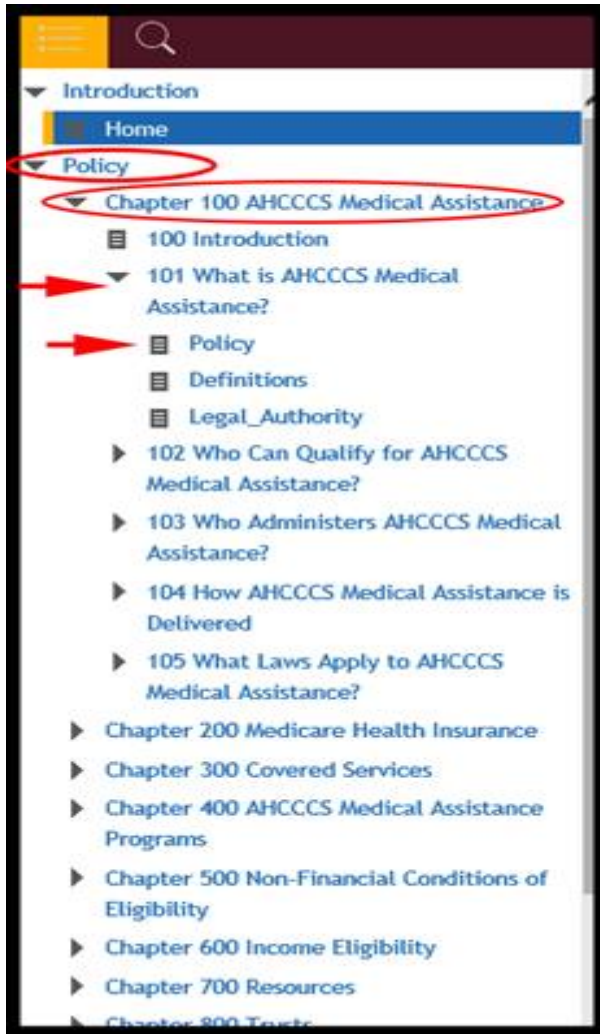 Introduction
Home
Policy
Chapter 100 AHCCCS Medical Assistance
100 Introduction
101 What is AHCCCS Medical
Assistance?
Policy
Definitions
Legal_Authority
102 Who Can Qualify for AHCCCS
Medical Assistance?
103 Who Administers AHCCCS Medical
Assistance?
104 How AHCCCS Medical Assistance is
Delivered
105 What Laws Apply to AHCCCS
Medical Assistance?
Chapter 200 Medicare Health Insurance
Chapter 300 Covered Services
Chapter 400 AHCCCS Medical Assistance
Programs
Chapter 500 Non-Financial Conditions of
Eligibility
Chapter 600 Income Eligibility
Chapter 700 Resources
Chapter 800 Trusts